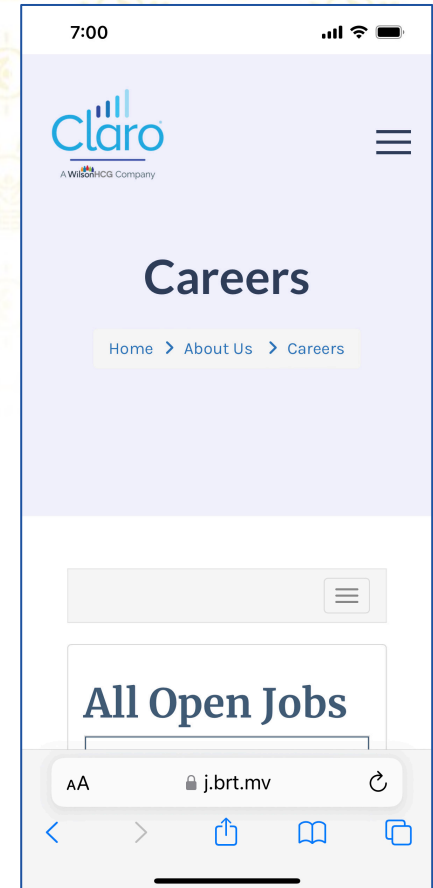 7:00
Claro
A WilsonHCG Company
Careers
Home > About Us > Careers
All Open Jobs
AA
j.brt.mv